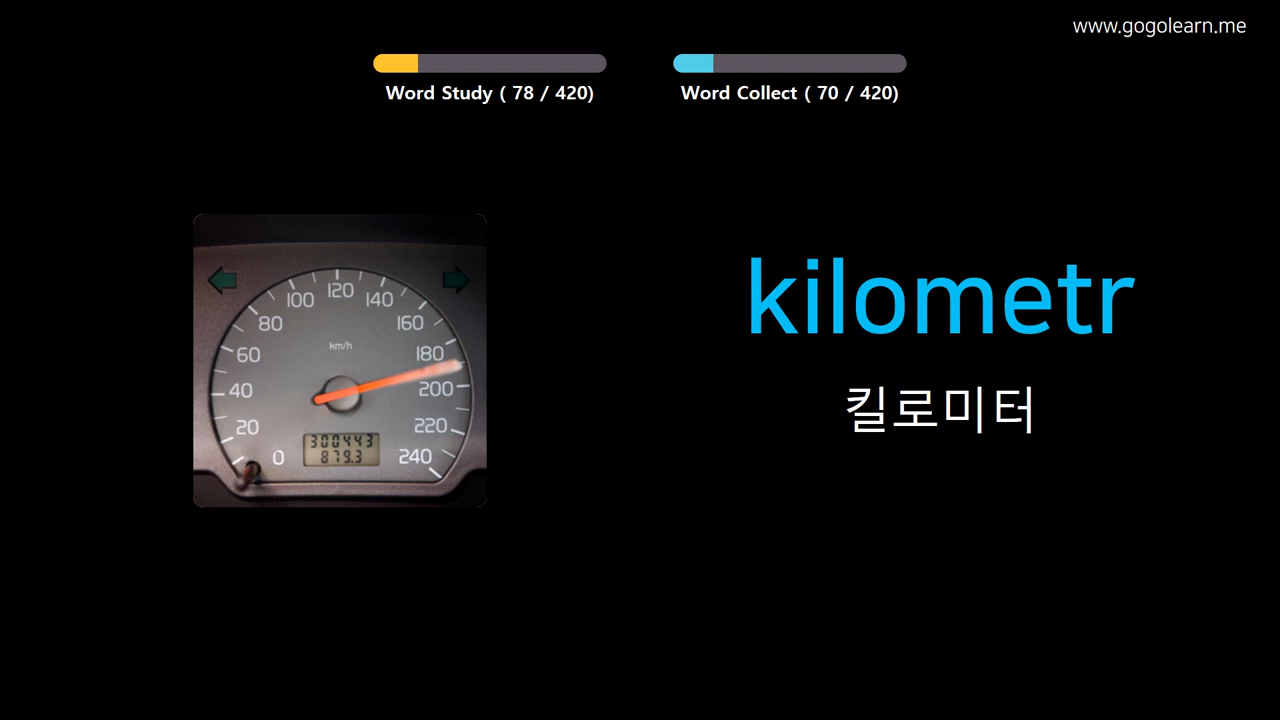 www.gogolearn.me
Word Study ( 78 / 420)
Word Collect ( 70 / 420)
kilometr
킬로미터
120
100
140
80
160
km/h
60
180
40
200
20
220
300443
0
240
879.3